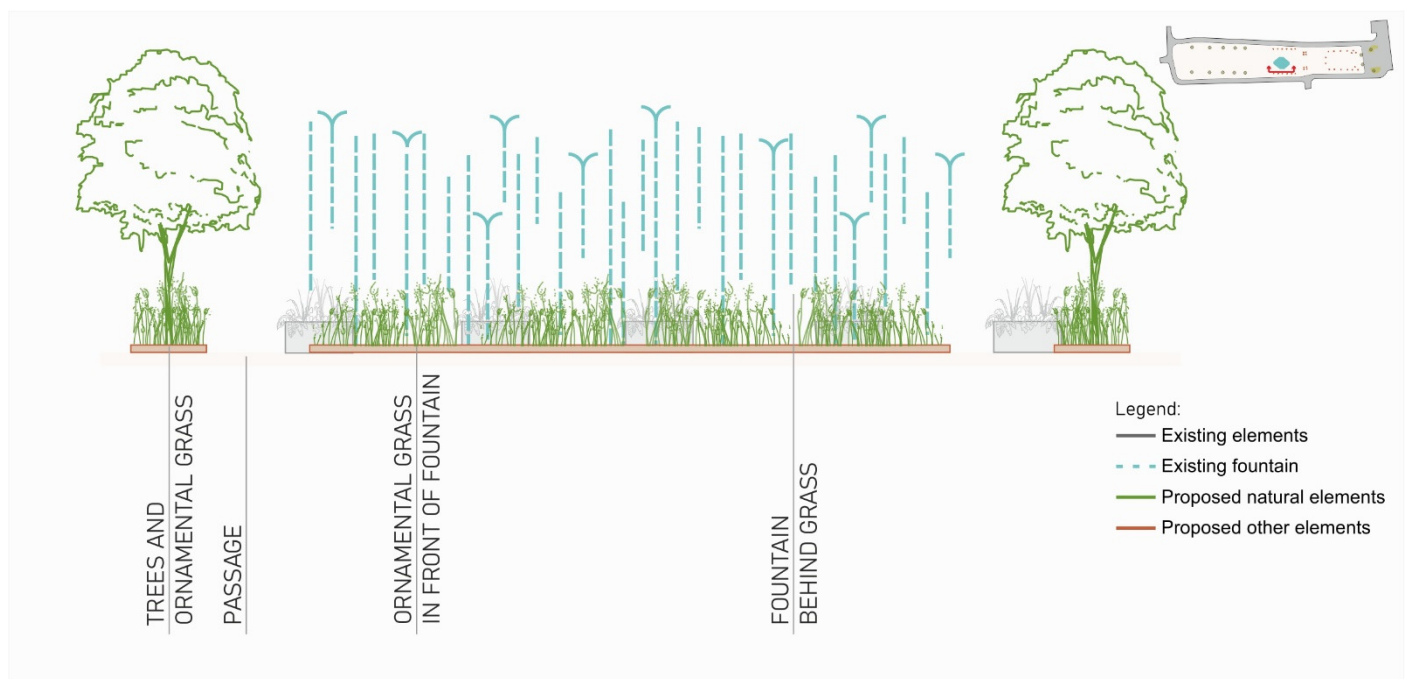 TREES AND
ORNAMENTAL GRASS
PASSAGE
ORNAMENTAL GRASS
IN FRONT OF FOUNTAIN
FOUNTAIN
BEHIND GRASS
Legend:
Existing elements
Existing fountain
Proposed natural elements
Proposed other elements